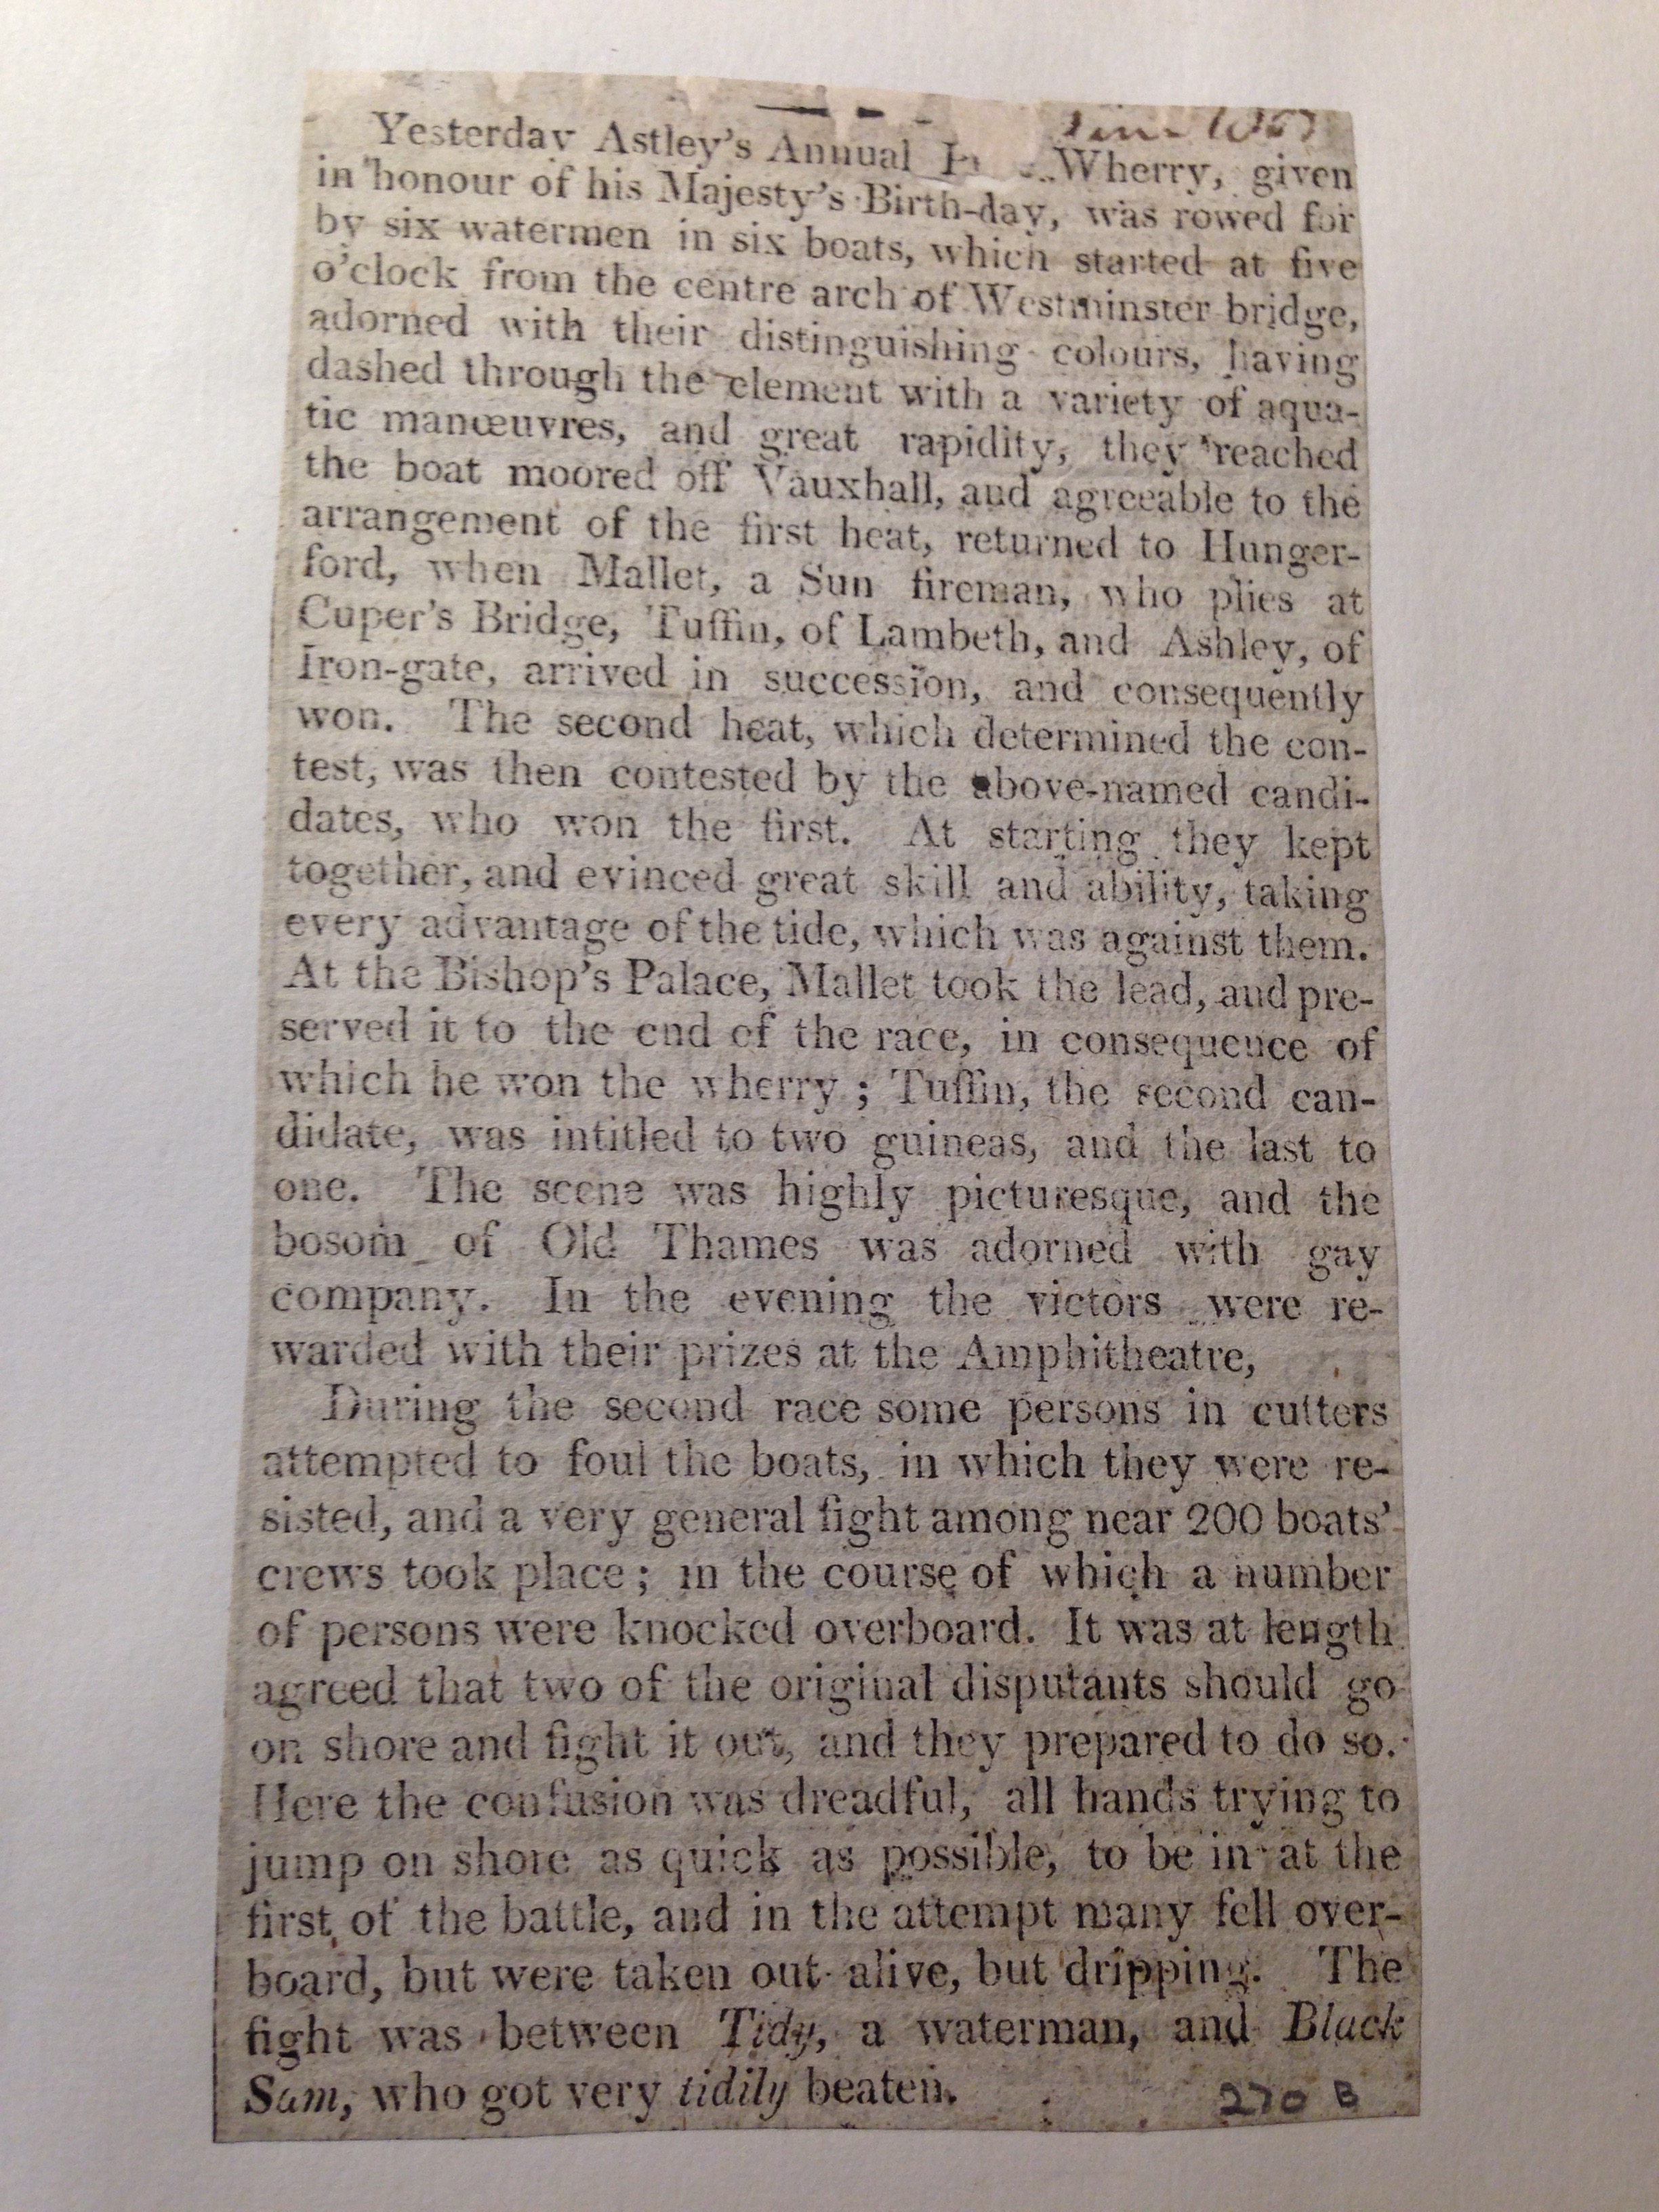 Yesterday Astley's Annual Wherry, given
in honour of his Majesty's Birth-day, was rowed for
by six watermen in six boats, which started at five
o'clock from the centre arch of Westminster bridge,
adorned with their distinguishing colours, having
dashed through the element with a variety of aqua-
tic manœuvres, and great rapidity, they reached
the boat moored off Vauxhall, and agreeable to the
arrangement of the first heat, returned to Hunger-
ford, when Mallet, a Sun fireman, who plies at
Cuper's Bridge, Tuffin, of Lambeth, and Ashley, of
Iron-gate, arrived in succession, and consequently
won. The second heat, which determined the con-
test, was then contested by the above-named candi-
dates, who won the first. At starting they kept
together, and evinced great skill and ability, taking
every advantage of the tide, which was against them.
At the Bishop's Palace, Mallet took the lead, and pre-
served it to the end of the race, in consequence of
which he won the wherry; Tuffin, the second can-
didate, was intitled to two guineas, and the last to
one. The scene was highly picturesque, and the
bosom of Old Thames was adorned with gay
company. In the evening the victors were re-
warded with their prizes at the Amphitheatre,
During the second race some persons in cutters
attempted to foul the boats, in which they were re-
sisted, and a very general fight among near 200 boats'
crews took place; in the course of which a number
of persons were knocked overboard. It was at length
agreed that two of the original disputants should go
on shore and fight it out, and they prepared to do so.
Here the confusion was dreadful, all hands trying to
jump on shore as quick as possible, to be in at the
first of the battle, and in the attempt many fell over-
board, but were taken out alive, but dripping. The
fight was between Tidy, a waterman, and Black
Sam, who got very tidily beaten.
270 B